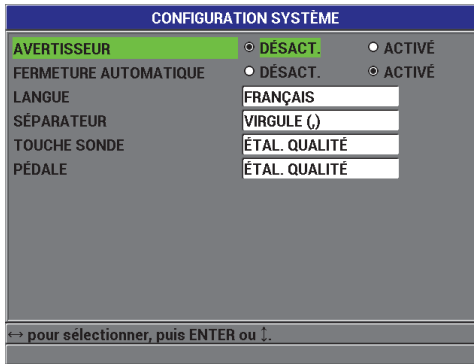 CONFIGURATION SYSTÈME
AVERTISSEUR DÉSACT. ACTIVÉ
FERMETURE AUTOMATIQUE DÉSACT. ACTIVÉ
LANGUE FRANÇAIS
SÉPARATEUR VIRGULE (,)
TOUCHE SONDE ÉTAL. QUALITÉ
PÉDALE ÉTAL. QUALITÉ
↔ pour sélectionner, puis ENTER ou ↕.